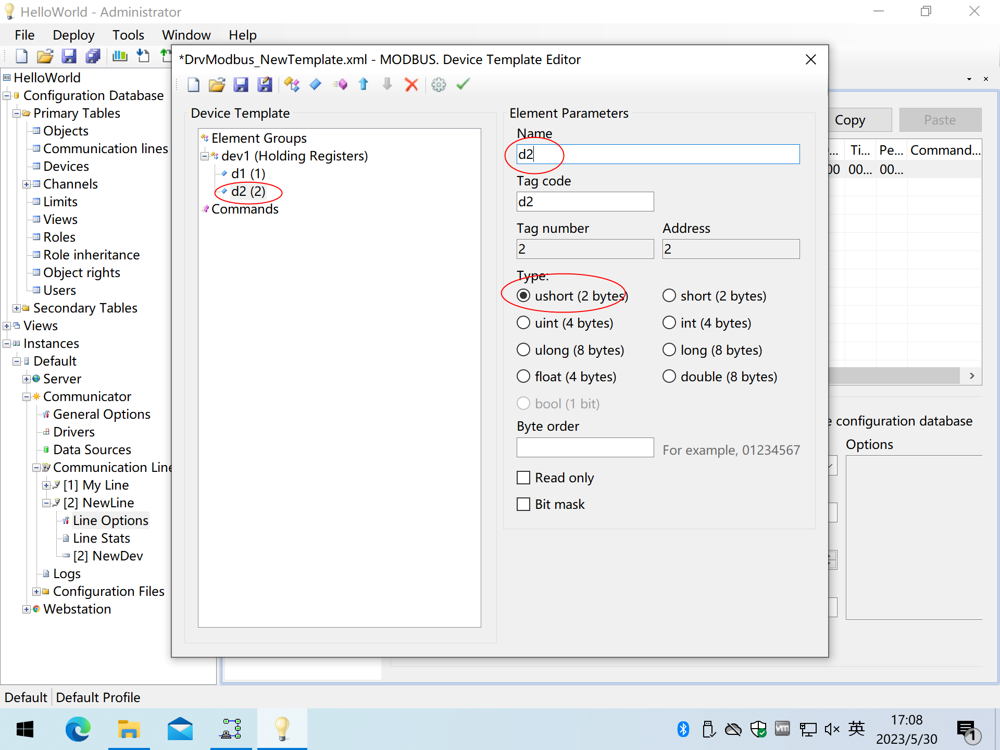 HelloWorld - Administrator
File Deploy Tools Window Help
*DrvModbus_NewTemplate.xml - MODBUS. Device Template Editor
HelloWorld
Configuration Database
Primary Tables
Objects
Communication lines
Devices
Channels
Limits
Views
Roles
Role inheritance
Object rights
Users
Secondary Tables
Views
Instances
Default
Server
Communicator
General Options
Drivers
Data Sources
Communication Line
[1] My Line
[2] NewLine
Line Options
Line Stats
[2] NewDev
Logs
Configuration Files
Webstation
Device Template
Element Groups
dev1 (Holding Registers)
d1 (1)
d2 (2)
Commands
Element Parameters
Name
d2
Tag code
d2
Tag number Address
2 2
Type:
ushort (2 bytes) short (2 bytes)
uint (4 bytes) int (4 bytes)
ulong (8 bytes) long (8 bytes)
float (4 bytes) double (8 bytes)
bool (1 bit)
Byte order
For example, 01234567
Read only
Bit mask
Copy Paste
... Ti... Pe... Command...
00 00... 00...
e configuration database
Options
Default Default Profile
英
17:08
2023/5/30
1